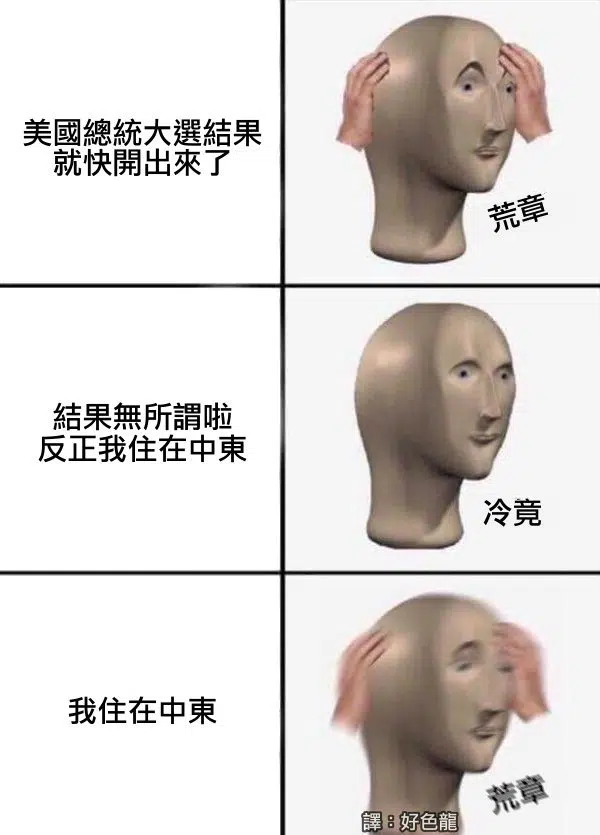 美國總統大選結果
就快開出來了
荒章
結果無所謂啦
反正我住在中東
冷竟
我住在中東
荒章
譯：好色龍